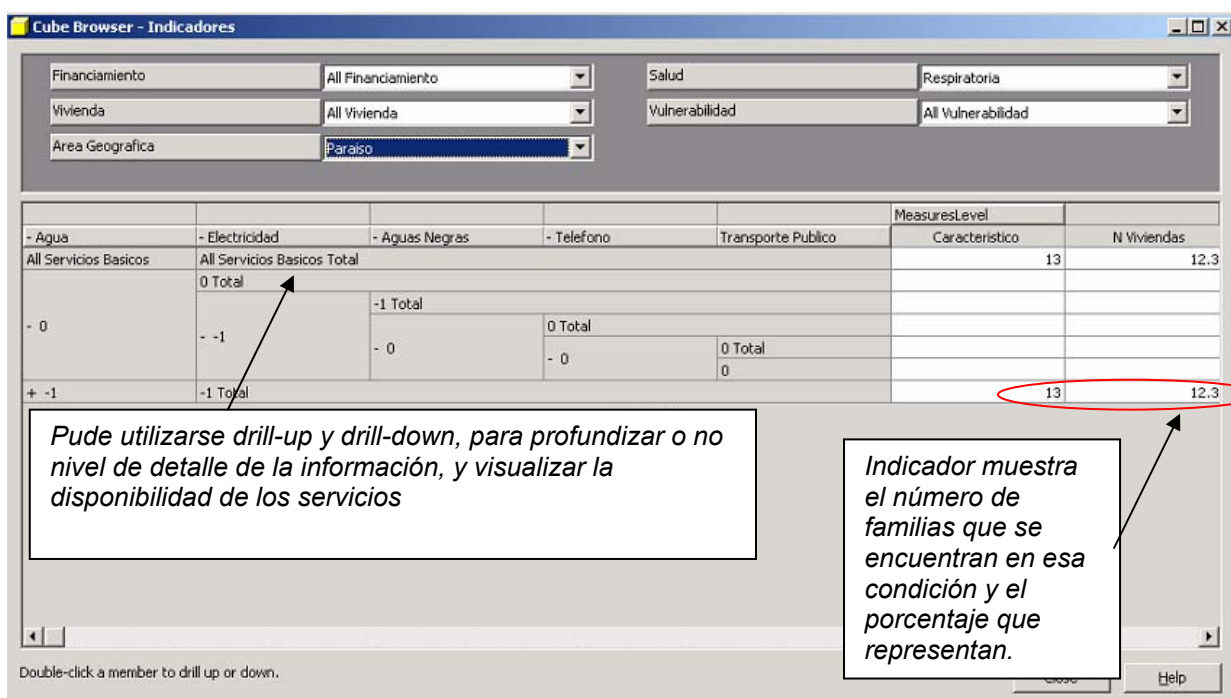 Cube Browser - Indicadores
Financiamiento All Financiamiento Salud Respiratoria
Vivienda All Vivienda Vulnerabilidad All Vulnerabilidad
Area Geografica Paraiso
MeasuresLevel
- Agua - Electricidad - Aguas Negras - Telefono Transporte Publico Caracteristico N Viviendas
All Servicios Basicos All Servicios Basicos Total 13 12.3
0 Total
-1 Total
- 0 - -1 0 Total
- 0 - 0 0 Total
0
+ -1 -1 Total 13 12.3
Pude utilizarse drill-up y drill-down, para profundizar o no
nivel de detalle de la información, y visualizar la
disponibilidad de los servicios
Indicador muestra
el número de
familias que se
encuentran en esa
condición y el
porcentaje que
representan.
Double-click a member to drill up or down.
Help